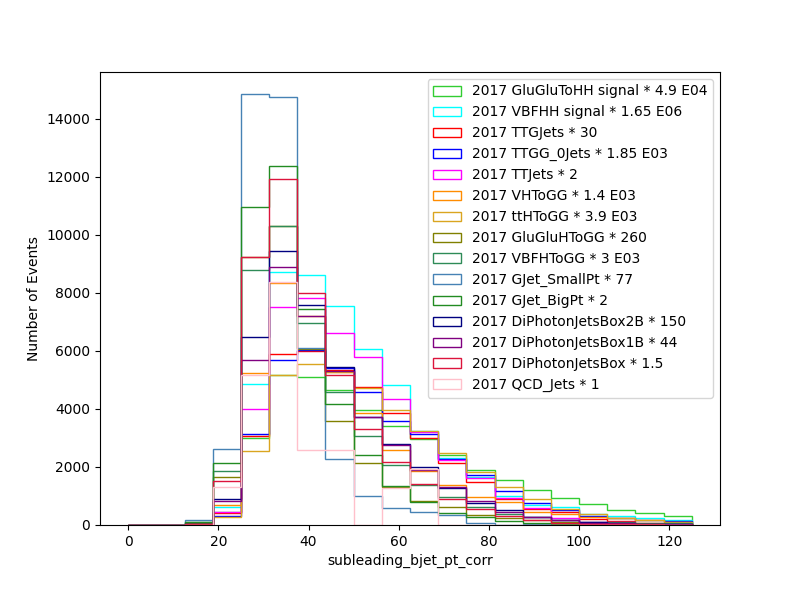 2017 GluGluToHH signal * 4.9 E04
2017 VBFHH signal * 1.65 E06
2017 TTGJets * 30
2017 TTGG_0Jets * 1.85 E03
2017 TTJets * 2
2017 VHToGG * 1.4 E03
2017 ttHToGG * 3.9 E03
2017 GluGluHToGG * 260
2017 VBFHToGG * 3 E03
2017 GJet_SmallPt * 77
2017 GJet_BigPt * 2
2017 DiPhotonJetsBox2B * 150
2017 DiPhotonJetsBox1B * 44
2017 DiPhotonJetsBox * 1.5
2017 QCD_Jets * 1
Number of Events
14000
12000
10000
8000
6000
4000
2000
0
0 20 40 60 80 100 120
subleading_bjet_pt_corr